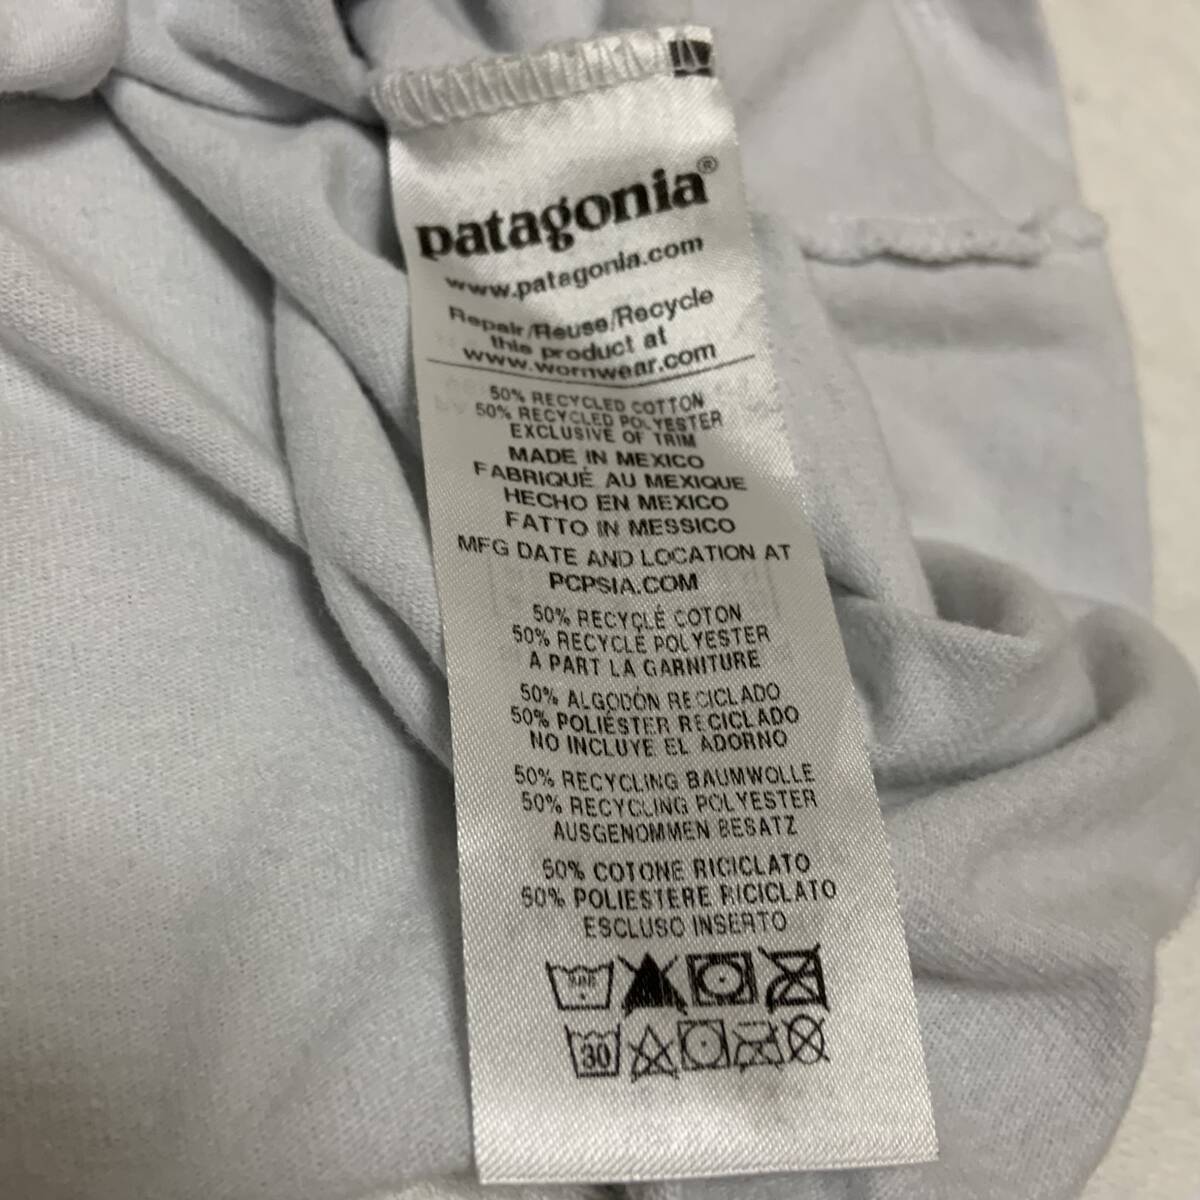 patagonia®
www.patagonia.com
Repair/Reuse/Recycle
this product at
www.wornwear.com
50% RECYCLED COTTON
50% RECYCLED POLYESTER
EXCLUSIVE OF TRIM
MADE IN MEXICO
FABRIQUÉ AU MEXIQUE
HECHO EN MEXICO
FATTO IN MESSICO
MFG DATE AND LOCATION AT
PCPSIA.COM
50% RECYCLÉ COTON
50% RECYCLÉ POLYESTER
A PART LA GARNITURE
50% ALGODÓN RECICLADO
50% POLIÉSTER RECICLADO
NO INCLUYE EL ADORNO
50% RECYCLING BAUMWOLLE
50% RECYCLING POLYESTER
AUSGENOMMEN BESATZ
50% COTONE RICICLATO
50% POLIESTERE RICICLATO
ESCLUSO INSERTO
30